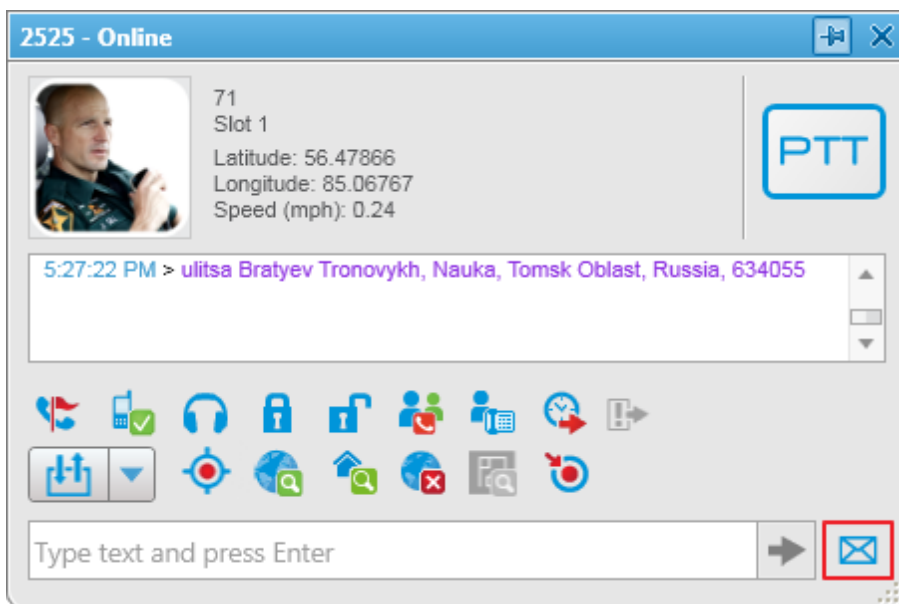 2525 - Online
71
Slot 1
Latitude: 56.47866
Longitude: 85.06767
Speed (mph): 0.24
PTT
5:27:22 PM > ulitsa Bratyev Tronovykh, Nauka, Tomsk Oblast, Russia, 634055
Type text and press Enter